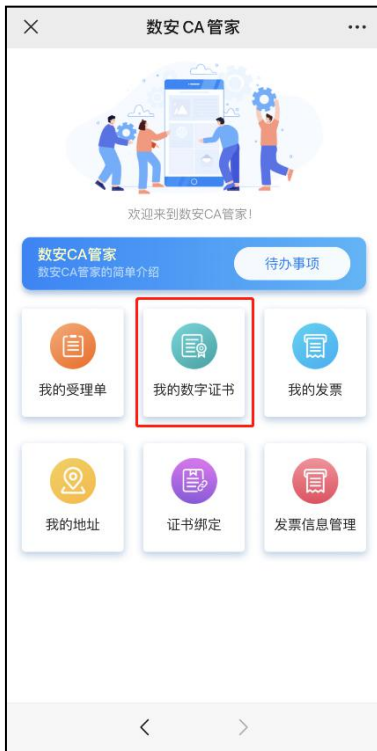 数安CA管家
欢迎来到数安CA管家!
数安CA管家
数安CA管家的简单介绍
待办事项
我的受理单
我的数字证书
我的发票
我的地址
证书绑定
发票信息管理